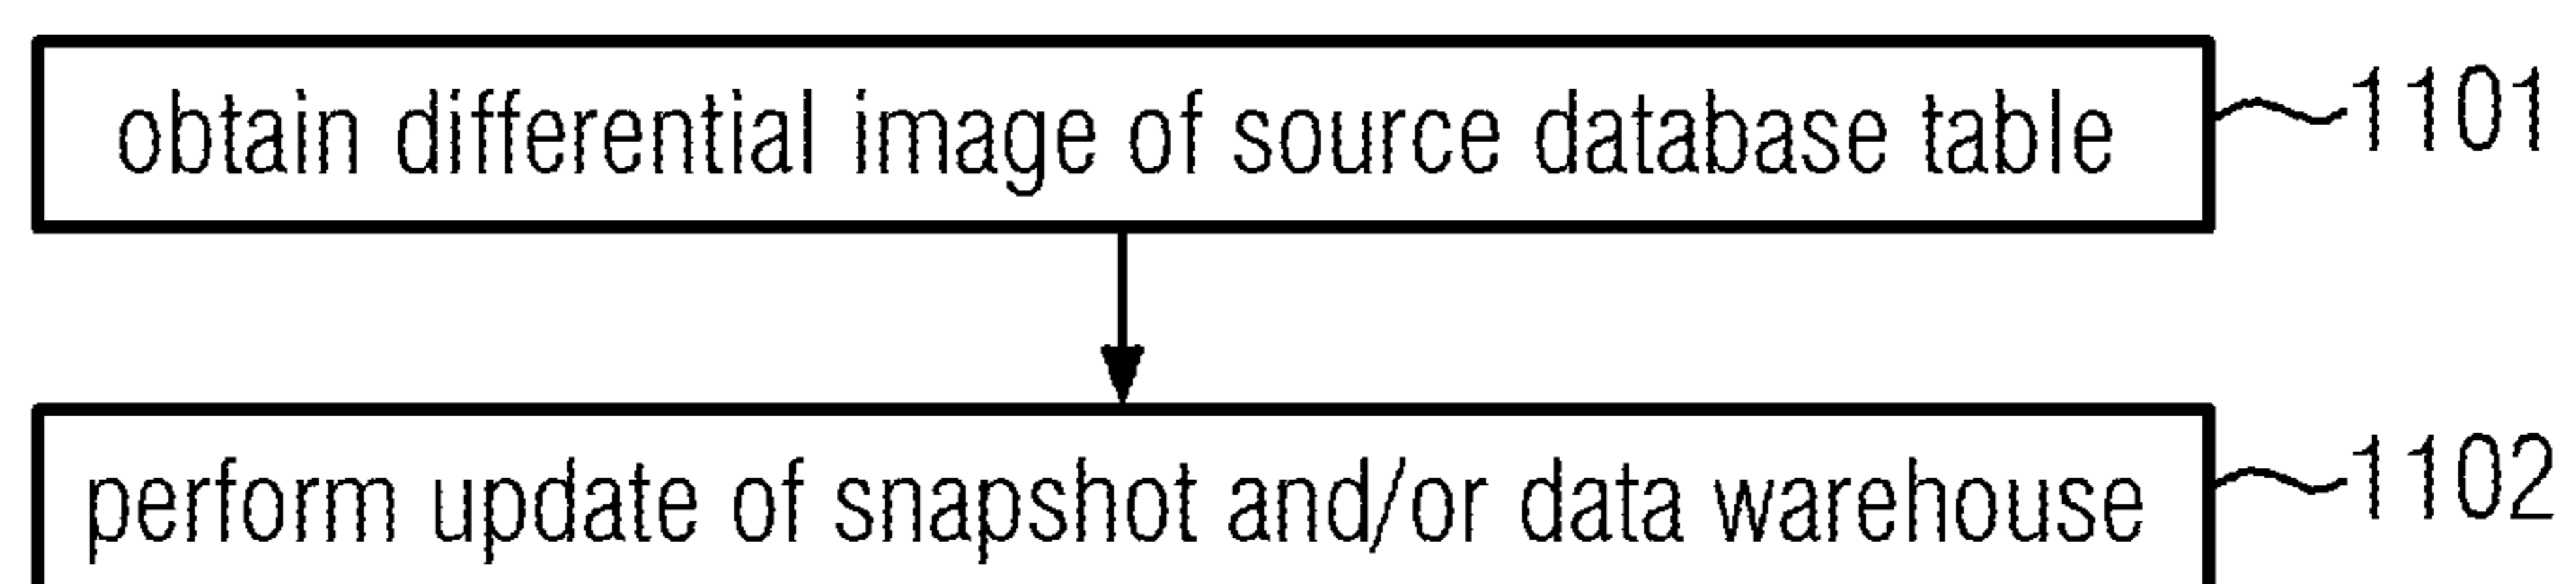 obtain differential image of source database table 1101
perform update of snapshot and/or data warehouse 1102